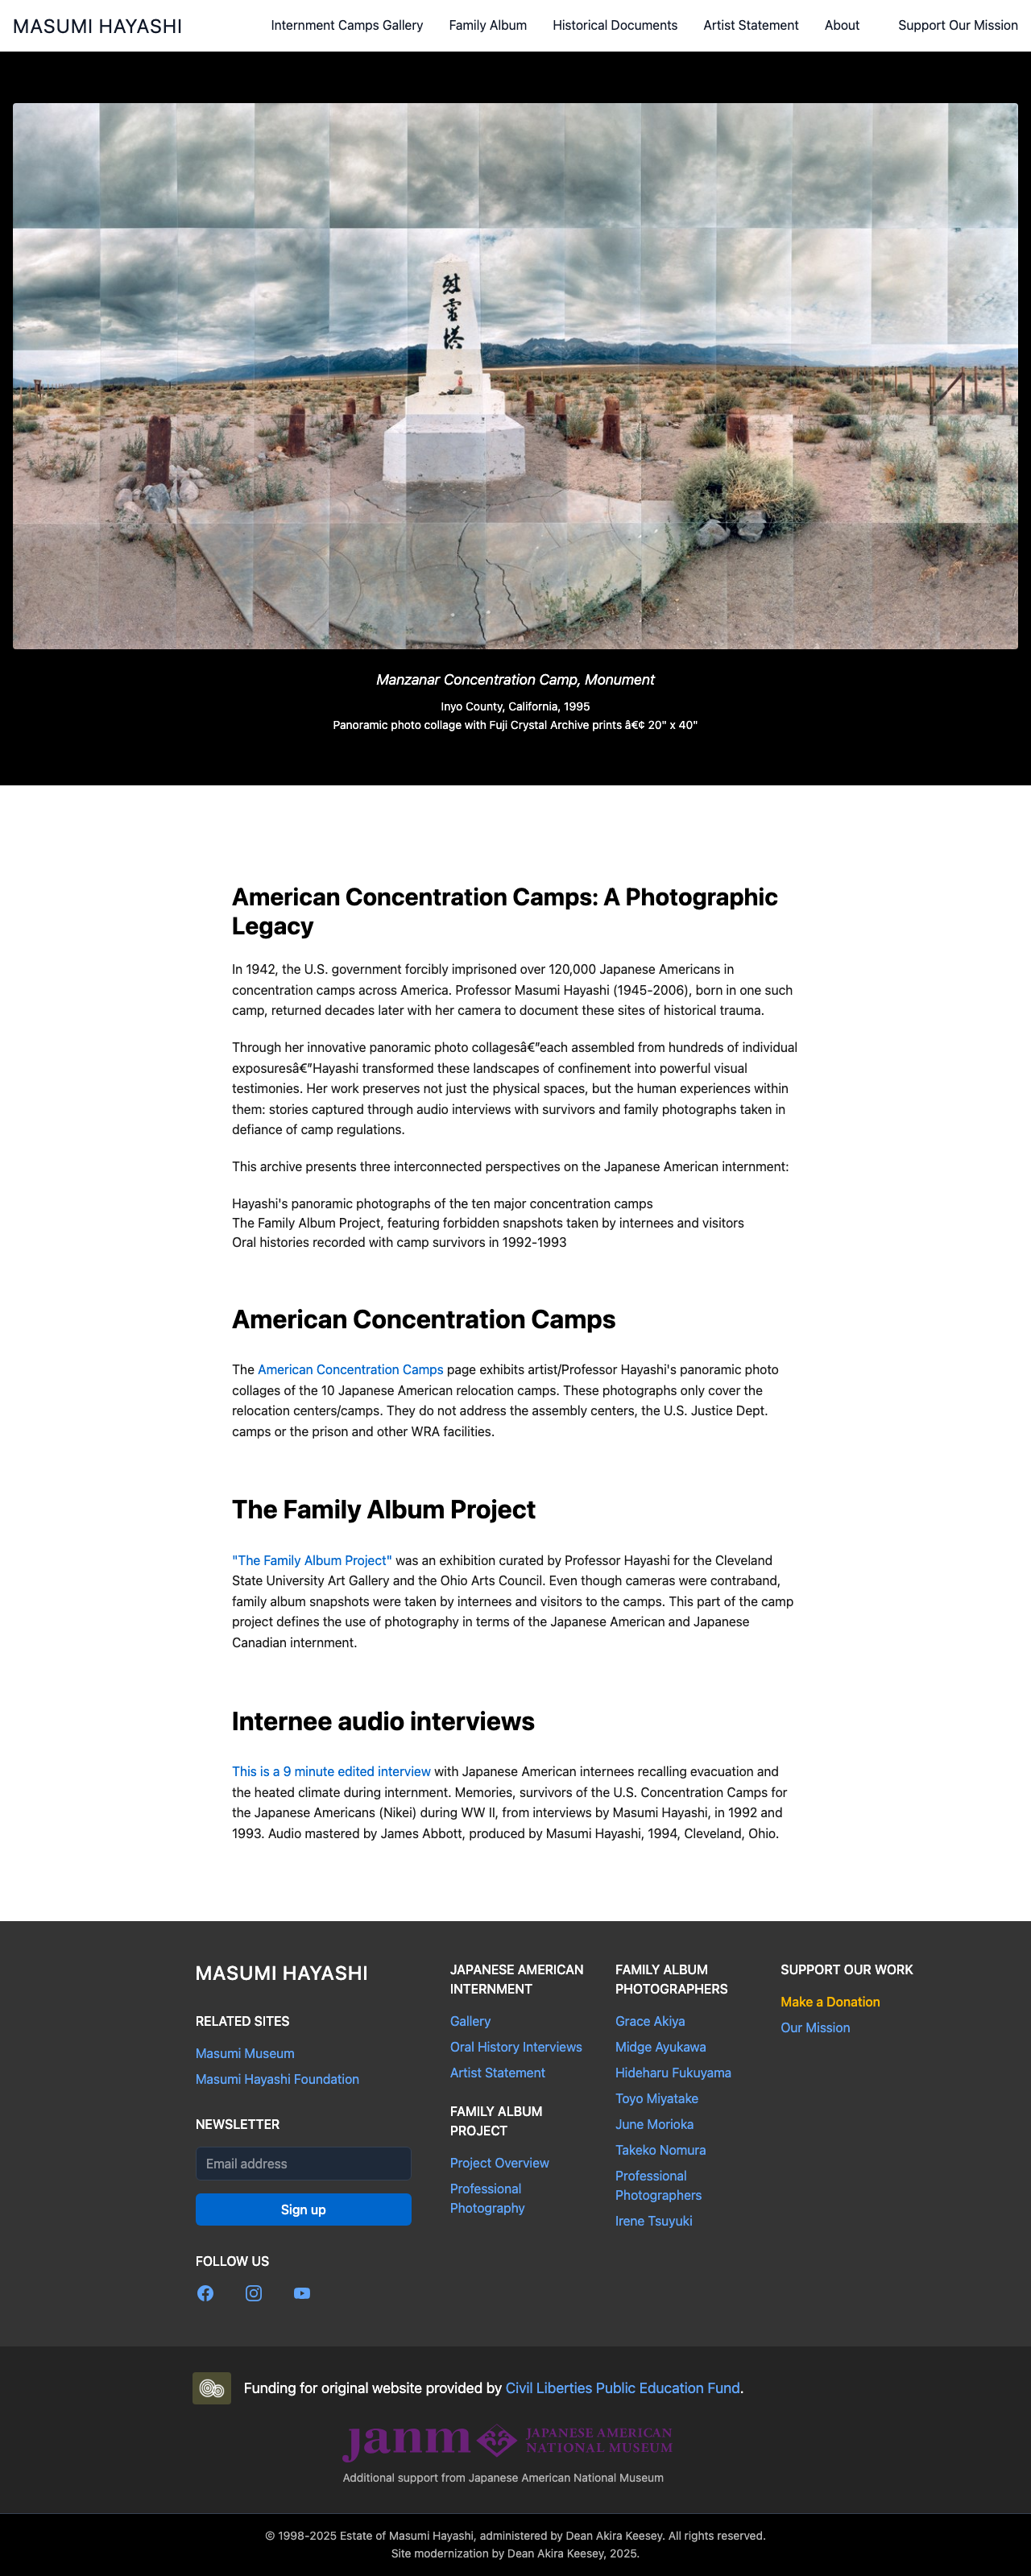 MASUMI HAYASHI
Internment Camps Gallery
Family Album
Historical Documents
Artist Statement
About
Support Our Mission
慰
霊
塔
Manzanar Concentration Camp, Monument
Inyo County, California, 1995
Panoramic photo collage with Fuji Crystal Archive prints â€¢ 20" x 40"
American Concentration Camps: A Photographic
Legacy
In 1942, the U.S. government forcibly imprisoned over 120,000 Japanese Americans in
concentration camps across America. Professor Masumi Hayashi (1945-2006), born in one such
camp, returned decades later with her camera to document these sites of historical trauma.
Through her innovative panoramic photo collagesâ€”each assembled from hundreds of individual
exposuresâ€”Hayashi transformed these landscapes of confinement into powerful visual
testimonies. Her work preserves not just the physical spaces, but the human experiences within
them: stories captured through audio interviews with survivors and family photographs taken in
defiance of camp regulations.
This archive presents three interconnected perspectives on the Japanese American internment:
Hayashi's panoramic photographs of the ten major concentration camps
The Family Album Project, featuring forbidden snapshots taken by internees and visitors
Oral histories recorded with camp survivors in 1992-1993
American Concentration Camps
The American Concentration Camps page exhibits artist/Professor Hayashi's panoramic photo
collages of the 10 Japanese American relocation camps. These photographs only cover the
relocation centers/camps. They do not address the assembly centers, the U.S. Justice Dept.
camps or the prison and other WRA facilities.
The Family Album Project
"The Family Album Project" was an exhibition curated by Professor Hayashi for the Cleveland
State University Art Gallery and the Ohio Arts Council. Even though cameras were contraband,
family album snapshots were taken by internees and visitors to the camps. This part of the camp
project defines the use of photography in terms of the Japanese American and Japanese
Canadian internment.
Internee audio interviews
This is a 9 minute edited interview with Japanese American internees recalling evacuation and
the heated climate during internment. Memories, survivors of the U.S. Concentration Camps for
the Japanese Americans (Nikei) during WW II, from interviews by Masumi Hayashi, in 1992 and
1993. Audio mastered by James Abbott, produced by Masumi Hayashi, 1994, Cleveland, Ohio.
MASUMI HAYASHI
RELATED SITES
Masumi Museum
Masumi Hayashi Foundation
NEWSLETTER
Email address
Sign up
FOLLOW US
JAPANESE AMERICAN
INTERNMENT
Gallery
Oral History Interviews
Artist Statement
FAMILY ALBUM
PROJECT
Project Overview
Professional
Photography
FAMILY ALBUM
PHOTOGRAPHERS
Grace Akiya
Midge Ayukawa
Hideharu Fukuyama
Toyo Miyatake
June Morioka
Takeko Nomura
Professional
Photographers
Irene Tsuyuki
SUPPORT OUR WORK
Make a Donation
Our Mission
Funding for original website provided by Civil Liberties Public Education Fund.
janm
JAPANESE AMERICAN
NATIONAL MUSEUM
Additional support from Japanese American National Museum
© 1998-2025 Estate of Masumi Hayashi, administered by Dean Akira Keesey. All rights reserved.
Site modernization by Dean Akira Keesey, 2025.